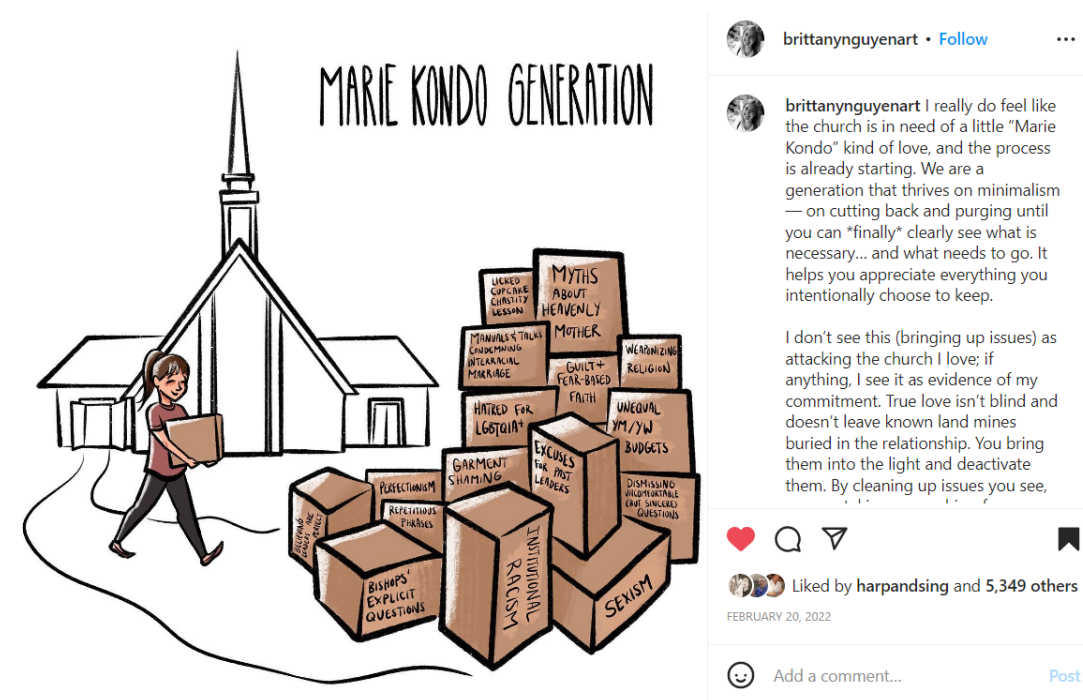 MARIE KONDO GENERATION
LICKED
CUPCAKE
CHASTITY
LESSON
MYTHS
ABOUT
HEAVENLY
MOTHER
MANUALS & TALKS
CONDEMNING
INTERRACIAL
MARRIAGE
GUILT +
FEAR-BASED
FAITH
WEAPONIZING
RELIGION
HATRED FOR
LGBTQIA+
UNEQUAL
YM/YW
BUDGETS
EXCUSES
FOR PAST
LEADERS
GARMENT
SHAMING
DISMISSING
UNCOMFORTABLE
(BUT SINCERE)
QUESTIONS
PERFECTIONISM
REPETITIOUS
PHRASES
BELIEVING
LEADERS ARE
PERFECT
BISHOPS'
EXPLICIT
QUESTIONS
INSTITUTIONAL
RACISM
SEXISM
brittanynguyenart • Follow
brittanynguyenart I really do feel like
the church is in need of a little “Marie
Kondo” kind of love, and the process
is already starting. We are a
generation that thrives on minimalism
— on cutting back and purging until
you can *finally* clearly see what is
necessary... and what needs to go. It
helps you appreciate everything you
intentionally choose to keep.
I don’t see this (bringing up issues) as
attacking the church I love; if
anything, I see it as evidence of my
commitment. True love isn’t blind and
doesn’t leave known land mines
buried in the relationship. You bring
them into the light and deactivate
them. By cleaning up issues you see,
Liked by harpandsing and 5,349 others
FEBRUARY 20, 2022
Add a comment...
Post